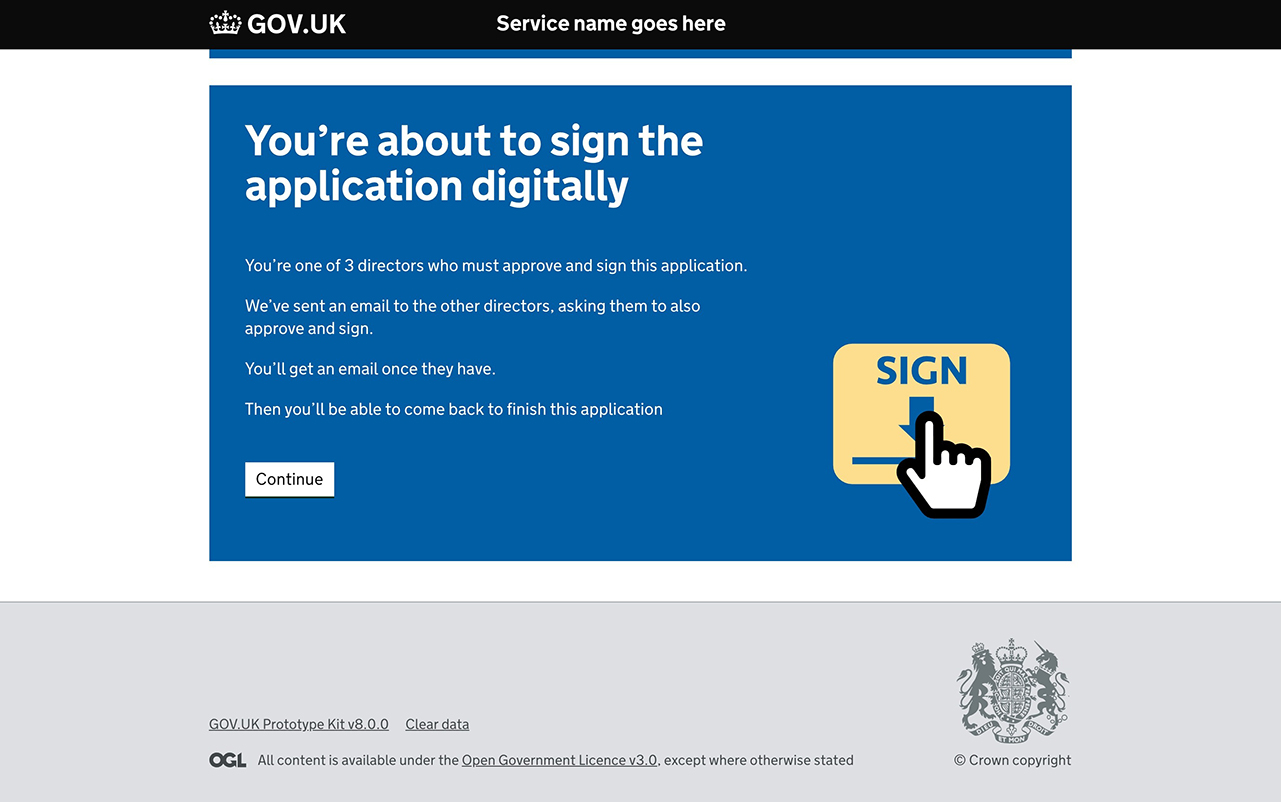 GOV.UK
Service name goes here
You’re about to sign the
application digitally
You’re one of 3 directors who must approve and sign this application.
We’ve sent an email to the other directors, asking them to also
approve and sign.
You’ll get an email once they have.
Then you’ll be able to come back to finish this application
SIGN
Continue
GOV.UK Prototype Kit v8.0.0
Clear data
OGL
All content is available under the Open Government Licence v3.0, except where otherwise stated
DIEU ET MON DROIT
© Crown copyright